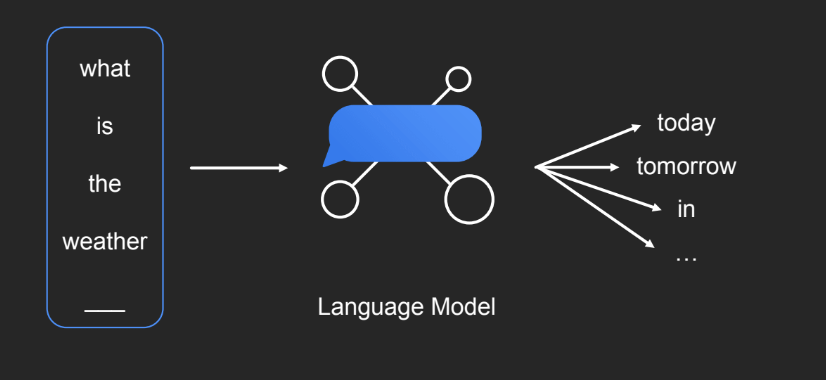 what
is
the
weather
___
Language Model
today
tomorrow
in
...